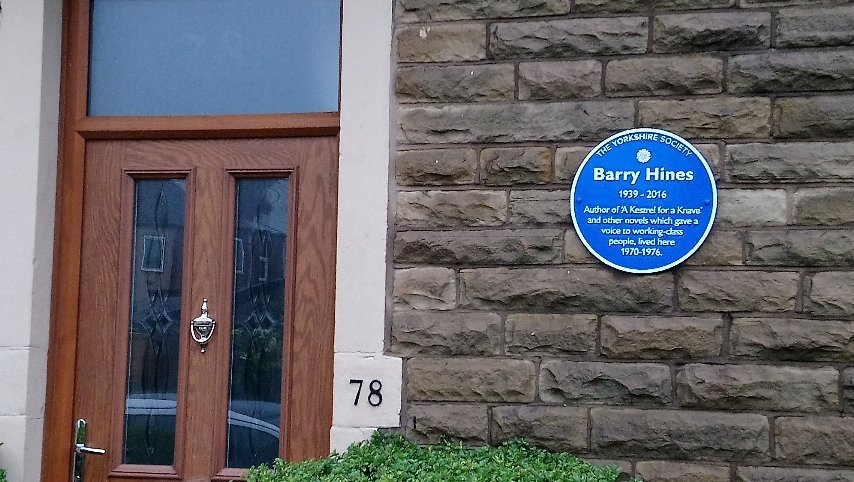 78
THE YORKSHIRE SOCIETY
Barry Hines
1939 - 2016
Author of 'A Kestrel for a Knave'
and other novels which gave a
voice to working-class
people, lived here
1970-1976.
78